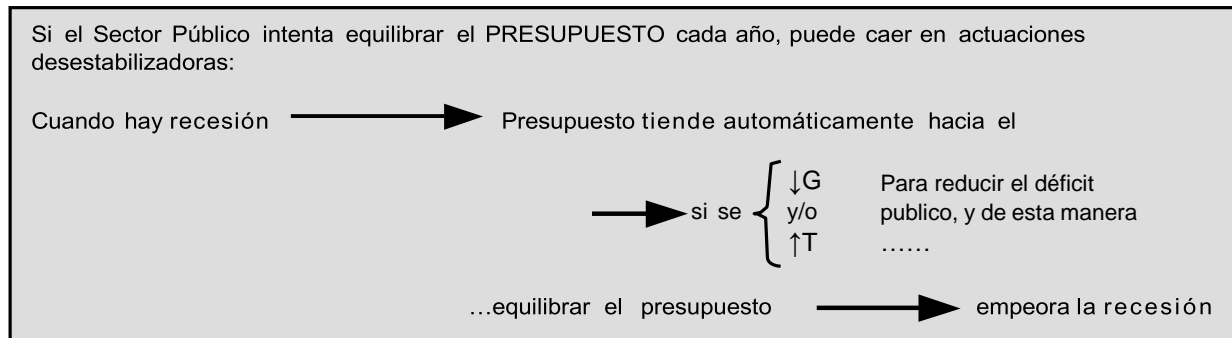 Si el Sector Público intenta equilibrar el PRESUPUESTO cada año, puede caer en actuaciones
desestabilizadoras:
Cuando hay recesión Presupuesto tiende automáticamente hacia el
↓G Para reducir el déficit
si se y/o publico, y de esta manera
↑T ......
...equilibrar el presupuesto empeora la recesión